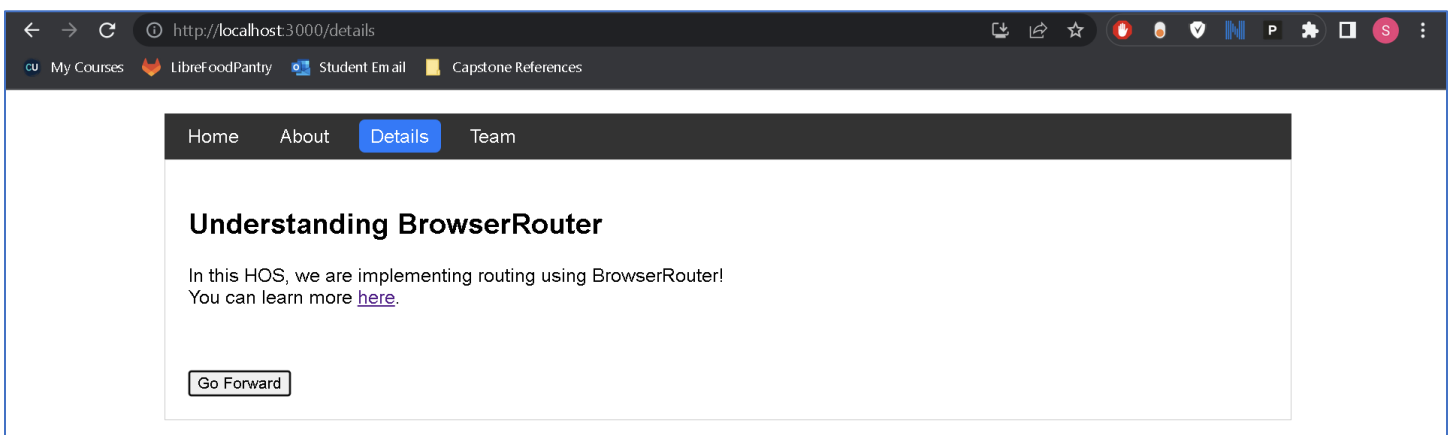 http://localhost:3000/details
P
S
CU My Courses LibreFoodPantry Student Email Capstone References
Home About Details Team
Understanding BrowserRouter
In this HOS, we are implementing routing using BrowserRouter!
You can learn more here.
Go Forward